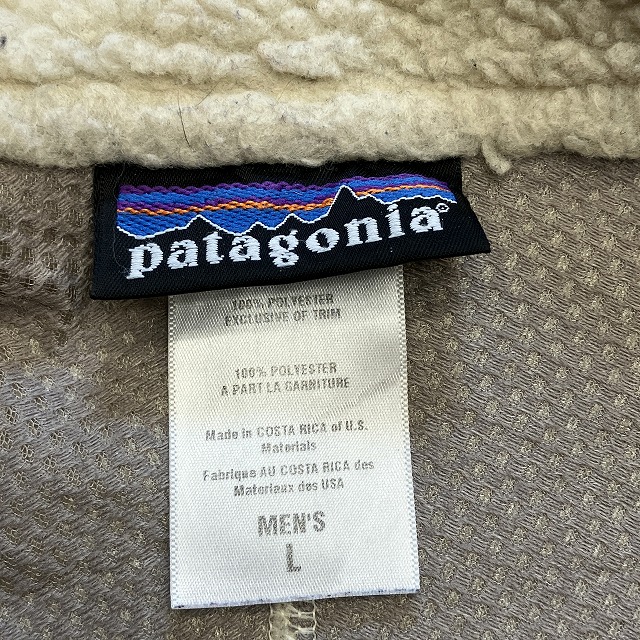 patagonia®
100% POLYESTER
EXCLUSIVE OF TRIM
100% POLYESTER
A PART LA GARNITURE
Made in COSTA RICA of U.S.
Materials
Fabrique AU COSTA RICA des
Materiaux des USA
MEN'S
L